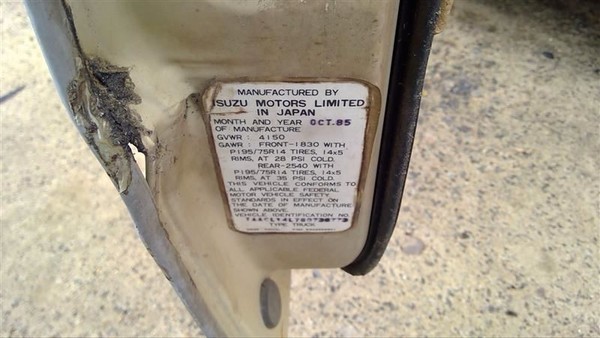 MANUFACTURED BY
ISUZU MOTORS LIMITED
IN JAPAN
MONTH AND YEAR OCT.85
OF MANUFACTURE
GVWR : 4150
GAWR : FRONT-1830 WITH
P195/75R14 TIRES, 14x5
RIMS, AT 28 PSI COLD.
REAR-2540 WITH
P195/75R14 TIRES, 14x5
RIMS, AT 35 PSI COLD.
THIS VEHICLE CONFORMS TO
ALL APPLICABLE FEDERAL
MOTOR VEHICLE SAFETY
STANDARDS IN EFFECT ON
THE DATE OF MANUFACTURE
SHOWN ABOVE.
VEHICLE IDENTIFICATION NO.
TYPE TRUCK